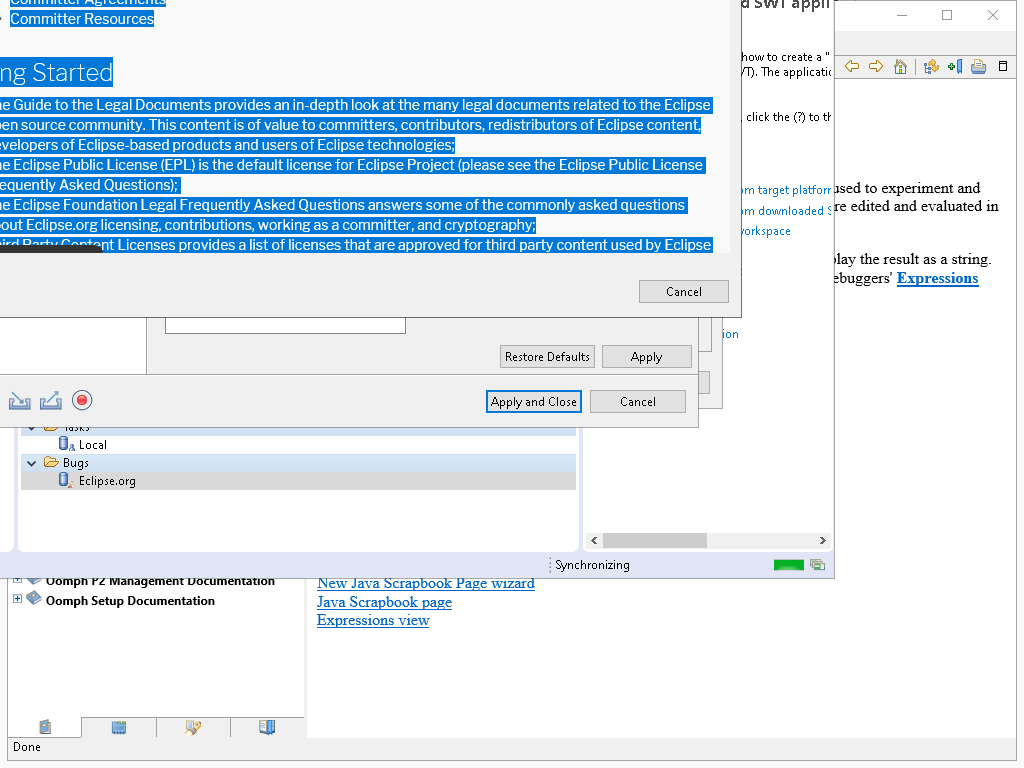 Committer Agreements
Committer Resources
ng Started
e Guide to the Legal Documents provides an in-depth look at the many legal documents related to the Eclipse
en source community. This content is of value to committers, contributors, redistributors of Eclipse content,
evelopers of Eclipse-based products and users of Eclipse technologies;
e Eclipse Public License (EPL) is the default license for Eclipse Project (please see the Eclipse Public License
equently Asked Questions);
e Eclipse Foundation Legal Frequently Asked Questions answers some of the commonly asked questions
out Eclipse.org licensing, contributions, working as a committer, and cryptography;
ird Party Content Licenses provides a list of licenses that are approved for third party content used by Eclipse
Cancel
d SWT appli
how to create a "
/T). The applicatio
, click the (?) to th
om target platform
om downloaded S
workspace
ion
used to experiment and
re edited and evaluated in
play the result as a string.
ebuggers' Expressions
Restore Defaults
Apply
Apply and Close
Cancel
Tasks
Local
Bugs
Eclipse.org
Synchronizing
Oomph P2 Management Documentation
Oomph Setup Documentation
New Java Scrapbook Page wizard
Java Scrapbook page
Expressions view
Done